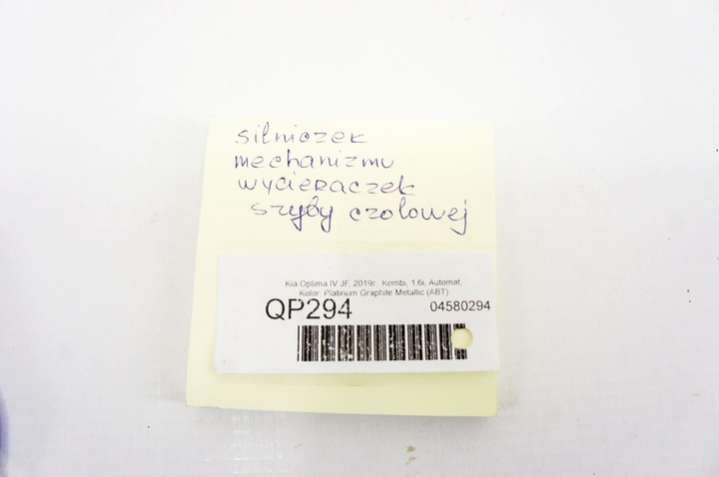 silniczek
mechanizmu
wycieraczek
szyby czołowej
Kia Optima IV JF, 2019r., Kombi, 1.6i, Automat,
Kolor: Platinum Graphite Metallic (ABT)
QP294
04580294